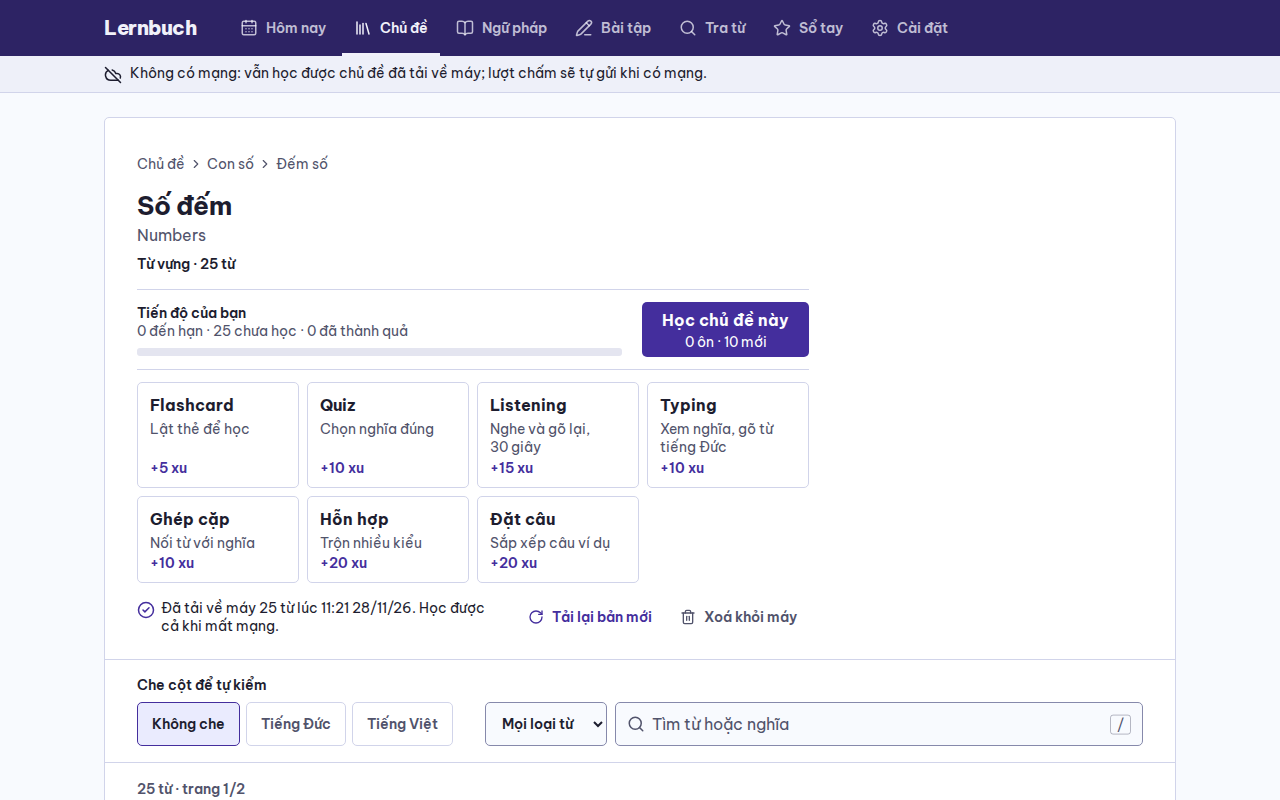 Lernbuch Hôm nay Chủ đề Ngữ pháp Bài tập Tra từ Sổ tay Cài đặt
Không có mạng: vẫn học được chủ đề đã tải về máy; lượt chấm sẽ tự gửi khi có mạng.
Chủ đề > Con số > Đếm số
Số đếm
Numbers
Từ vựng · 25 từ
Tiến độ của bạn
0 đến hạn · 25 chưa học · 0 đã thành quả
Học chủ đề này
0 ôn · 10 mới
Flashcard
Lật thẻ để học
+5 xu
Quiz
Chọn nghĩa đúng
+10 xu
Listening
Nghe và gõ lại,
30 giây
+15 xu
Typing
Xem nghĩa, gõ từ
tiếng Đức
+10 xu
Ghép cặp
Nối từ với nghĩa
+10 xu
Hỗn hợp
Trộn nhiều kiểu
+20 xu
Đặt câu
Sắp xếp câu ví dụ
+20 xu
Đã tải về máy 25 từ lúc 11:21 28/11/26. Học được
cả khi mất mạng.
Tải lại bản mới
Xoá khỏi máy
Che cột để tự kiểm
Không che Tiếng Đức Tiếng Việt Mọi loại từ Tìm từ hoặc nghĩa /
25 từ · trang 1/2